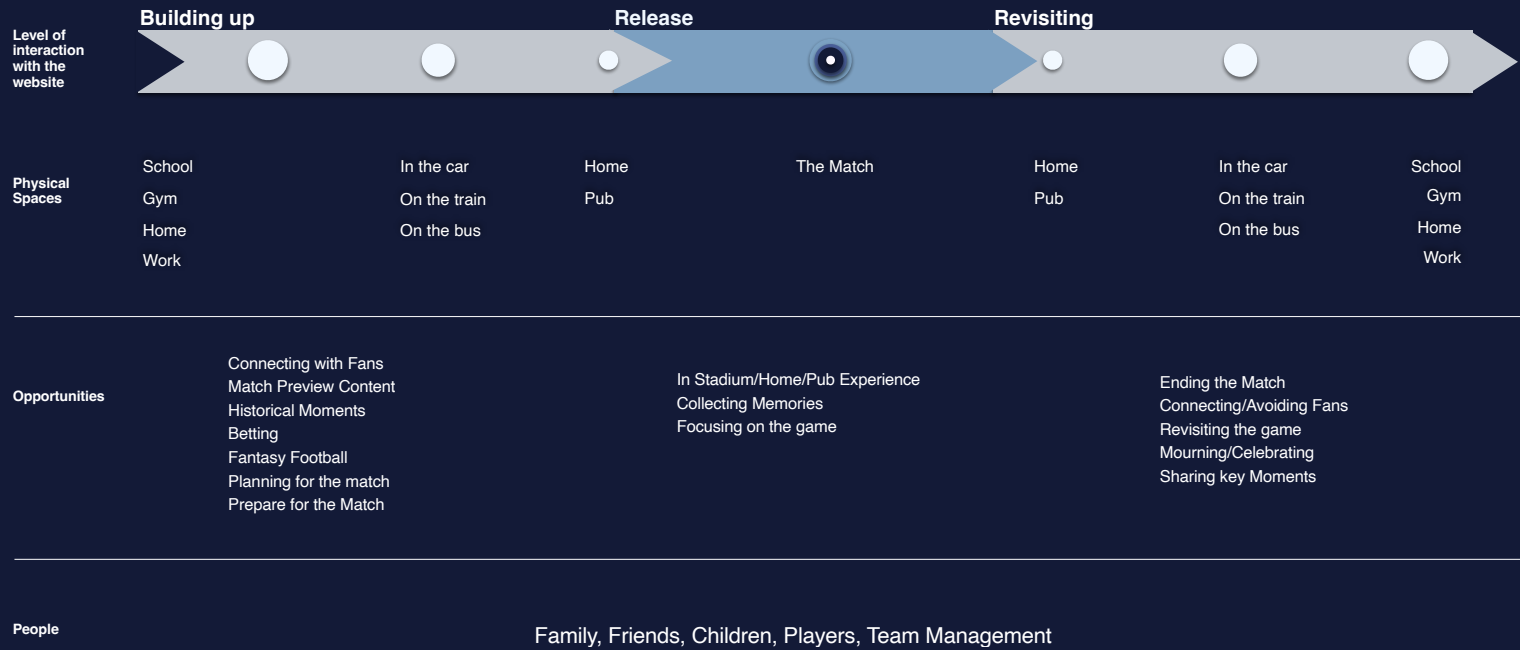 Building up
Release
Revisiting
Level of
interaction
with the
website
Physical
Spaces
School
Gym
Home
Work
In the car
On the train
On the bus
Home
Pub
The Match
Home
Pub
In the car
On the train
On the bus
School
Gym
Home
Work
Opportunities
Connecting with Fans
Match Preview Content
Historical Moments
Betting
Fantasy Football
Planning for the match
Prepare for the Match
In Stadium/Home/Pub Experience
Collecting Memories
Focusing on the game
Ending the Match
Connecting/Avoiding Fans
Revisiting the game
Mourning/Celebrating
Sharing key Moments
People
Family, Friends, Children, Players, Team Management